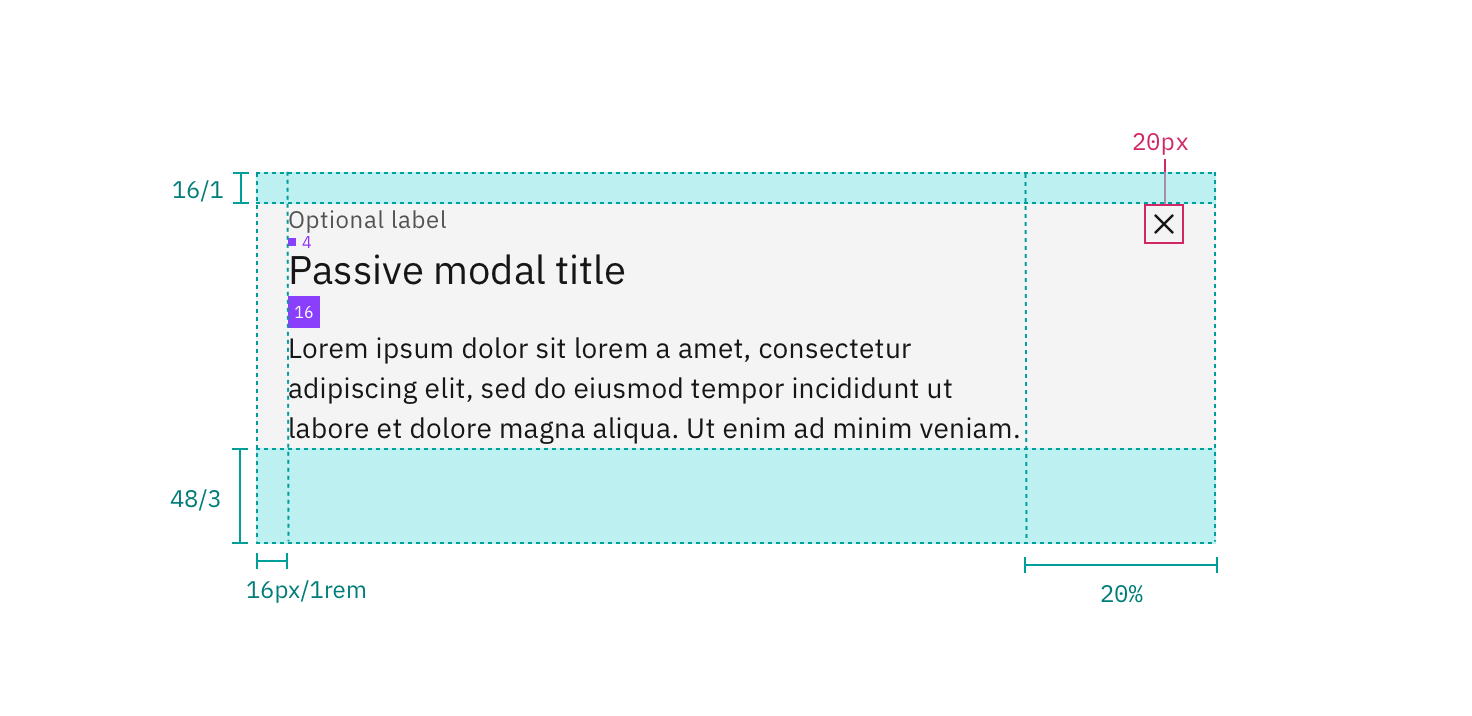 20px
16/1
Optional label
4
Passive modal title
16
Lorem ipsum dolor sit lorem a amet, consectetur
adipiscing elit, sed do eiusmod tempor incididunt ut
labore et dolore magna aliqua. Ut enim ad minim veniam.
48/3
16px/1rem
20%